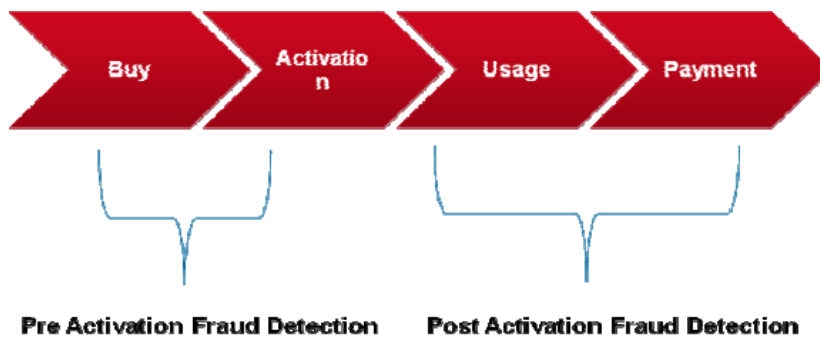 Buy
Activatio
n
Usage
Payment
Pre Activation Fraud Detection
Post Activation Fraud Detection